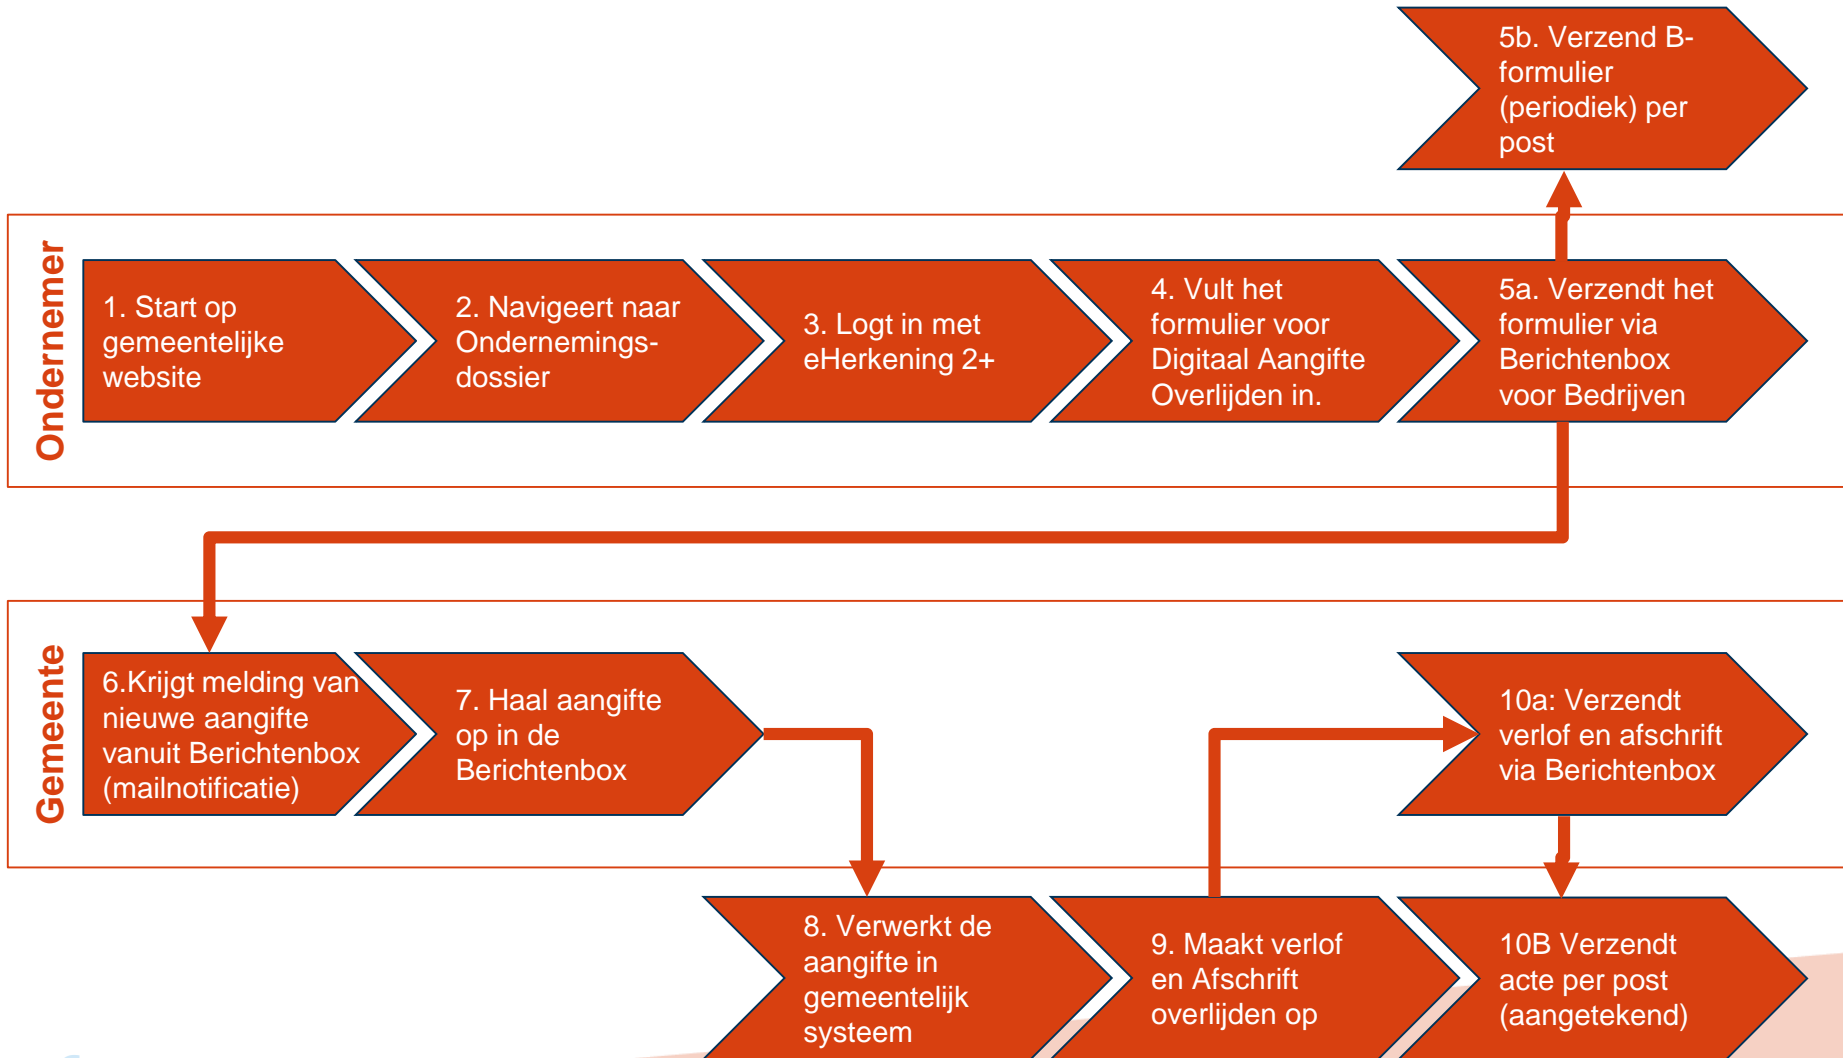 5b. Verzend B-
formulier
(periodiek) per
post
Ondernemer
1. Start op
gemeentelijke
website
2. Navigeert naar
Ondernemings-
dossier
3. Logt in met
eHerkening 2+
4. Vult het
formulier voor
Digitaal Aangifte
Overlijden in.
5a. Verzendt het
formulier via
Berichtenbox
voor Bedrijven
Gemeente
6.Krijgt melding van
nieuwe aangifte
vanuit Berichtenbox
(mailnotificatie)
7. Haal aangifte
op in de
Berichtenbox
10a: Verzendt
verlof en afschrift
via Berichtenbox
8. Verwerkt de
aangifte in
gemeentelijk
systeem
9. Maakt verlof
en Afschrift
overlijden op
10B Verzendt
acte per post
(aangetekend)